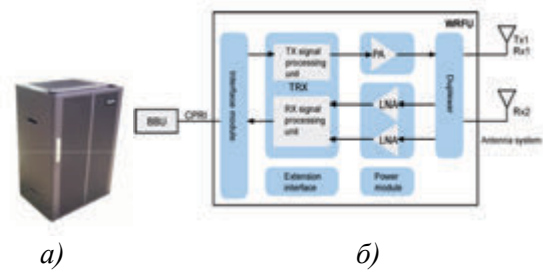 WRFU
Interface module
TX signal processing unit
TRX
RX signal processing unit
PA
LNA
LNA
Duplexer
Tx1
Rx1
Rx2
Antenna system
BBU
CPRI
Extension interface
Power module
а)
б)